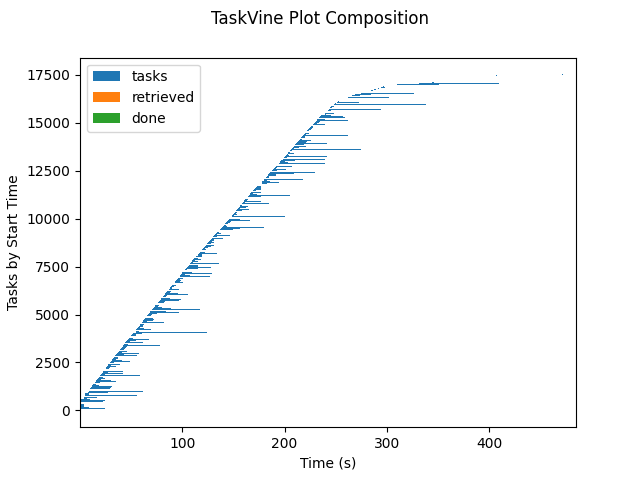 TaskVine Plot Composition
tasks
retrieved
done
17500
15000
12500
10000
7500
5000
2500
0
Tasks by Start Time
100 200 300 400
Time (s)